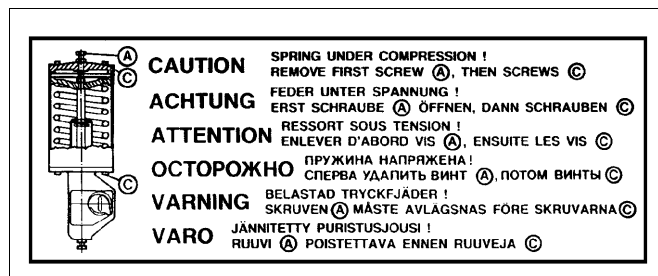 Ⓐ
Ⓒ
Ⓒ
CAUTION
SPRING UNDER COMPRESSION !
REMOVE FIRST SCREW Ⓐ, THEN SCREWS Ⓒ
ACHTUNG
FEDER UNTER SPANNUNG !
ERST SCHRAUBE Ⓐ ÖFFNEN, DANN SCHRAUBEN Ⓒ
ATTENTION
RESSORT SOUS TENSION !
ENLEVER D'ABORD VIS Ⓐ, ENSUITE LES VIS Ⓒ
ОСТОРОЖНО
ПРУЖИНА НАПРЯЖЕНА!
СПЕРВА УДАЛИТЬ ВИНТ Ⓐ, ПОТОМ ВИНТЫ Ⓒ
VARNING
BELASTAD TRYCKFJÄDER !
SKRUVEN Ⓐ MÅSTE AVLÄGSNAS FÖRE SKRUVARNA Ⓒ
VARO
JÄNNITETTY PURISTUSJOUSI !
RUUVI Ⓐ POISTETTAVA ENNEN RUUVEJA Ⓒ